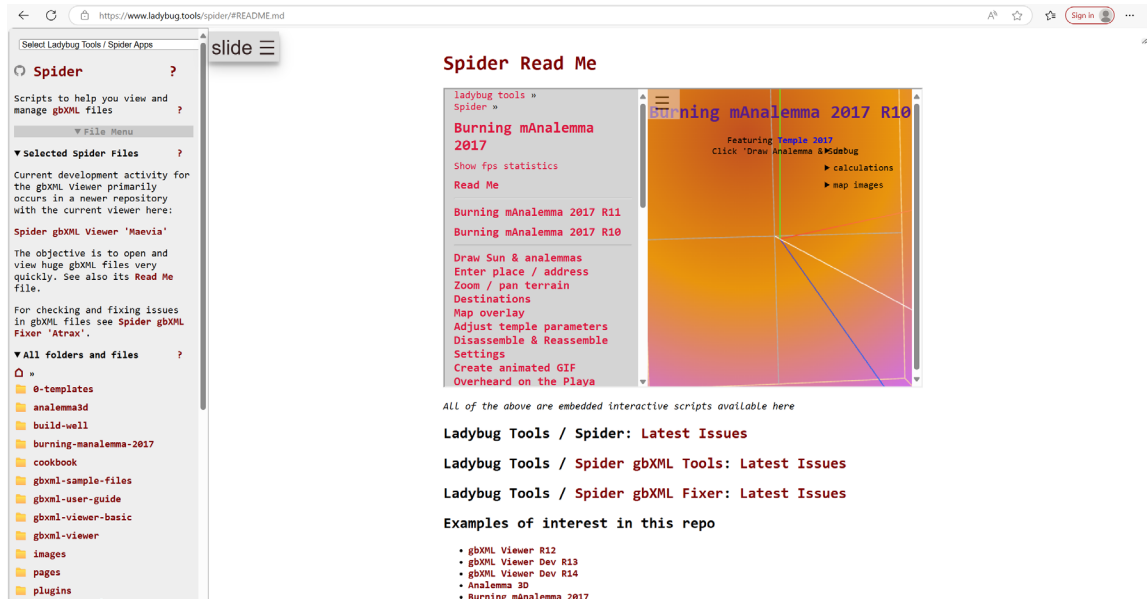 https://www.ladybug.tools/spider/#README.md
Sign in
Select Ladybug Tools / Spider Apps
Spider ?
Scripts to help you view and
manage gbXML files ?
▼ File Menu
▼ Selected Spider Files ?
Current development activity for
the gbXML Viewer primarily
occurs in a newer repository
with the current viewer here:
Spider gbXML Viewer 'Maevia'
The objective is to open and
view huge gbXML files very
quickly. See also its Read Me
file.
For checking and fixing issues
in gbXML files see Spider gbXML
Fixer 'Atrax'.
▼ All folders and files ?
»
0-templates
analemma3d
build-well
burning-manalemma-2017
cookbook
gbxml-sample-files
gbxml-user-guide
gbxml-viewer-basic
gbxml-viewer
images
pages
plugins
slide ☰
Spider Read Me
ladybug tools »
Spider »
Burning mAnalemma
2017
Show fps statistics
Read Me
Burning mAnalemma 2017 R11
Burning mAnalemma 2017 R10
Draw Sun & analemmas
Enter place / address
Zoom / pan terrain
Destinations
Map overlay
Adjust temple parameters
Disassemble & Reassemble
Settings
Create animated GIF
Overheard on the Playa
☰
Burning mAnalemma 2017 R10
Featuring Temple 2017
Click 'Draw Analemma &
▶ calculations
▶ map images
All of the above are embedded interactive scripts available here
Ladybug Tools / Spider: Latest Issues
Ladybug Tools / Spider gbXML Tools: Latest Issues
Ladybug Tools / Spider gbXML Fixer: Latest Issues
Examples of interest in this repo
• gbXML Viewer R12
• gbXML Viewer Dev R13
• gbXML Viewer Dev R14
• Analemma 3D
• Burning mAnalemma 2017